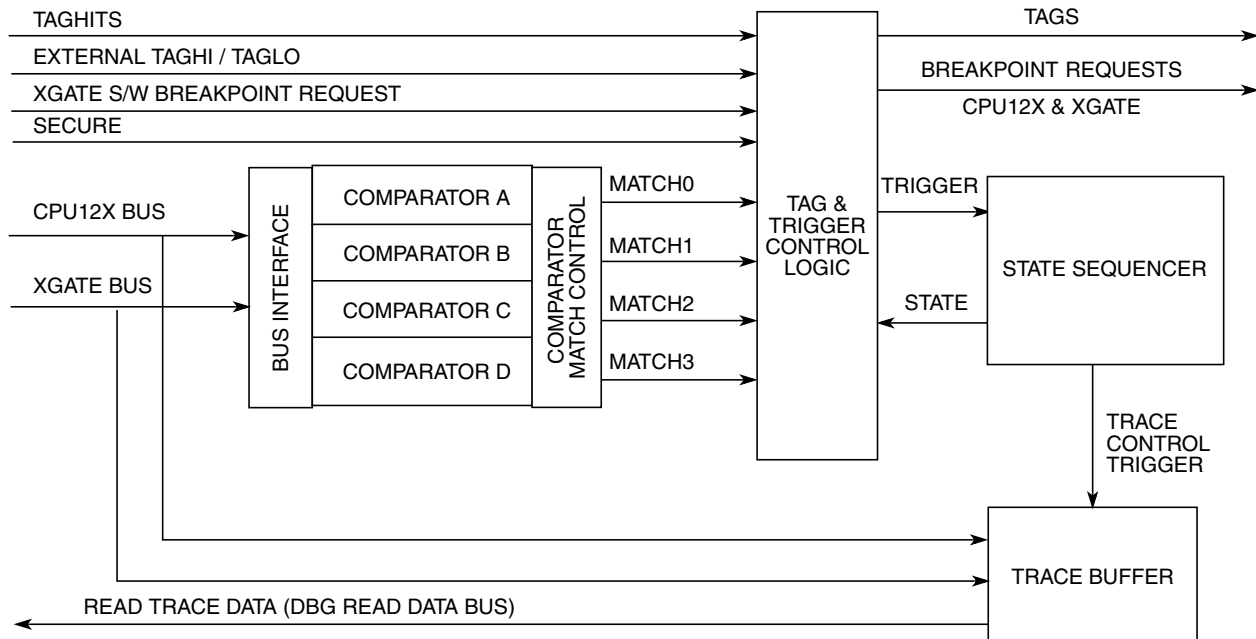 TAGHITS
EXTERNAL TAGHI / TAGLO
XGATE S/W BREAKPOINT REQUEST
SECURE
TAGS
BREAKPOINT REQUESTS
CPU12X & XGATE
CPU12X BUS
XGATE BUS
BUS INTERFACE
COMPARATOR A
COMPARATOR B
COMPARATOR C
COMPARATOR D
COMPARATOR
MATCH CONTROL
MATCH0
MATCH1
MATCH2
MATCH3
TAG &
TRIGGER
CONTROL
LOGIC
TRIGGER
STATE
STATE SEQUENCER
TRACE
CONTROL
TRIGGER
TRACE BUFFER
READ TRACE DATA (DBG READ DATA BUS)